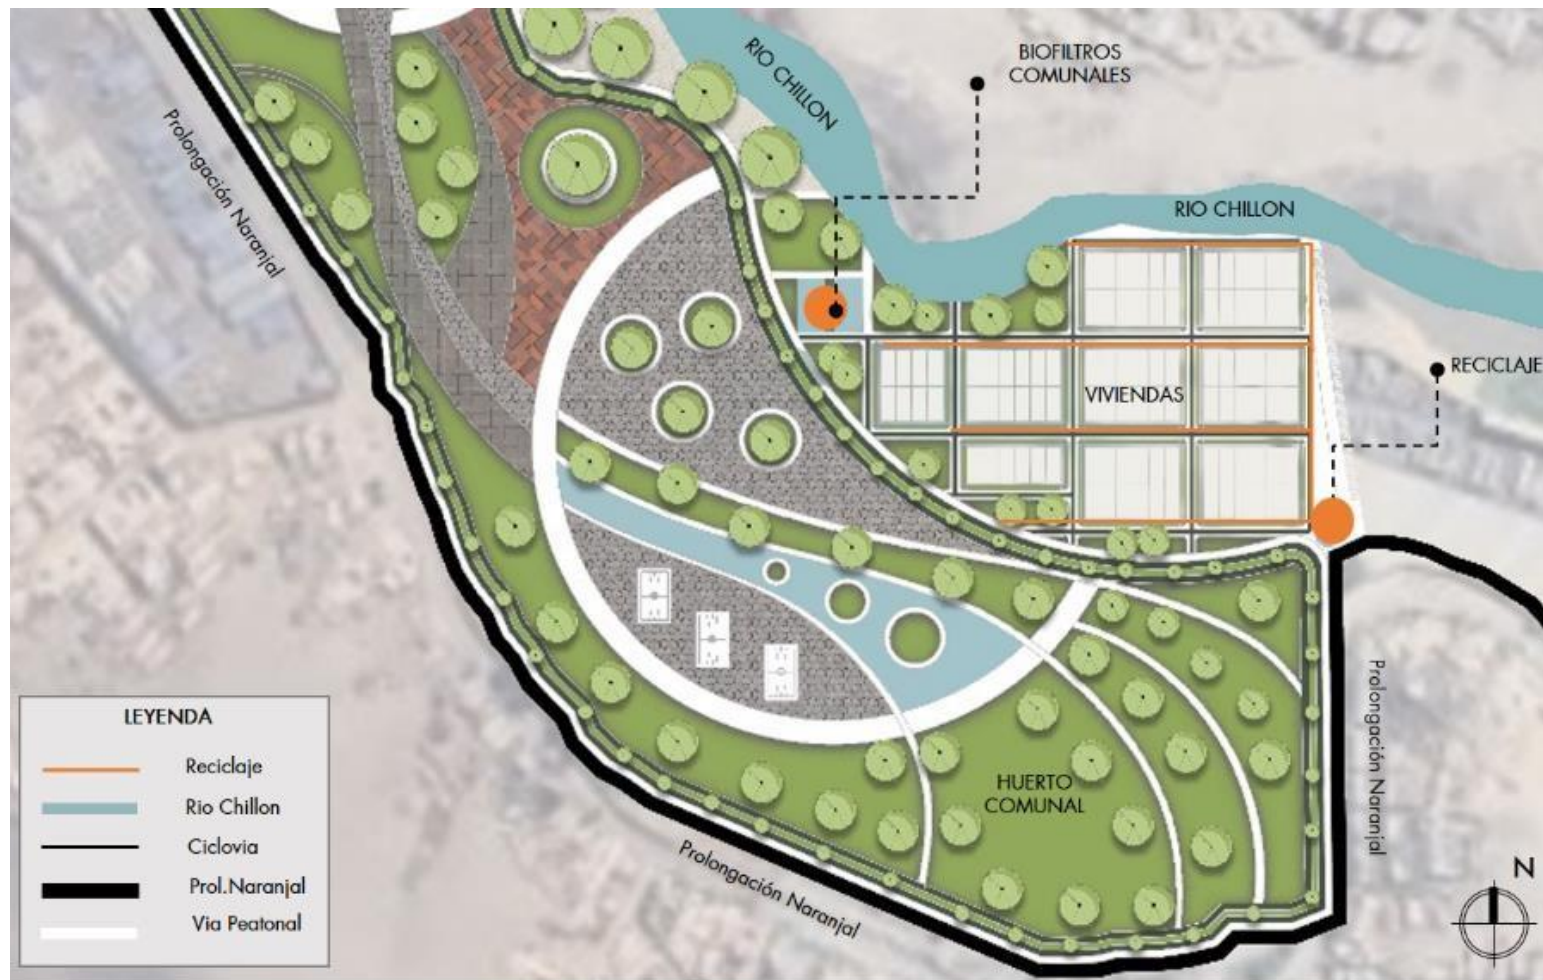 BIOFILTROS
COMUNALES
RIO CHILLON
RIO CHILLON
Prolongación Naranjal
RECICLAJE
VIVIENDAS
HUERTO
COMUNAL
Prolongación Naranjal
Prolongación Naranjal
LEYENDA
Reciclaje
Rio Chillon
Ciclovia
Prol.Naranjal
Via Peatonal
N